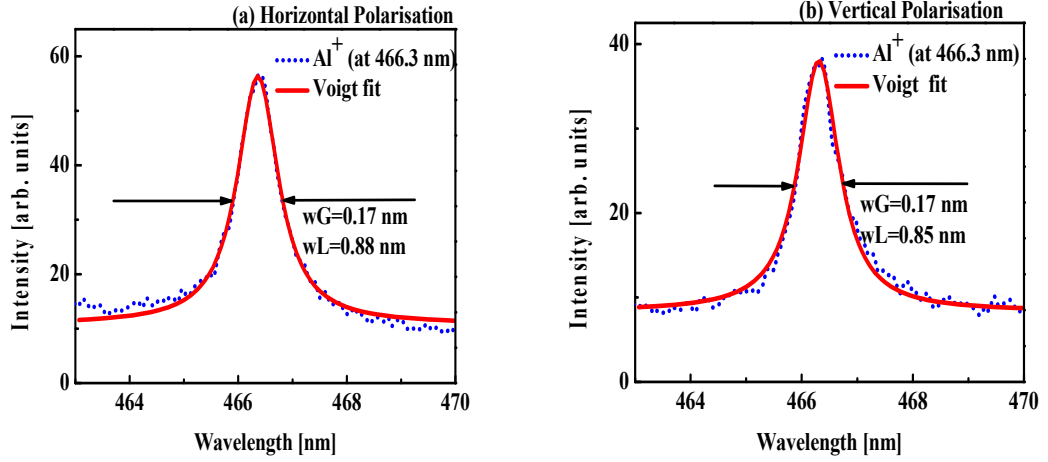 (a) Horizontal Polarisation
60
40
20
0
Intensity [arb. units]
Al+ (at 466.3 nm)
Voigt fit
wG=0.17 nm
wL=0.88 nm
464
466
468
470
Wavelength [nm]
(b) Vertical Polarisation
40
20
0
Intensity [arb. units]
Al+ (at 466.3 nm)
Voigt fit
wG=0.17 nm
wL=0.85 nm
464
466
468
470
Wavelength [nm]